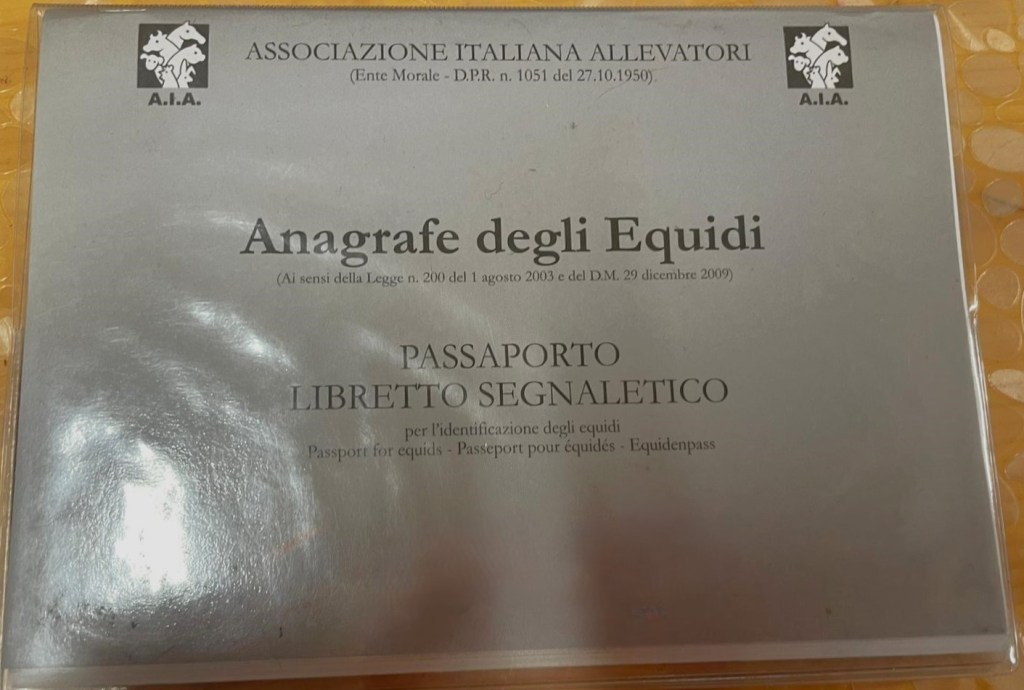 ASSOCIAZIONE ITALIANA ALLEVATORI
(Ente Morale - D.P.R. n. 1051 del 27.10.1950)
A.I.A.
A.I.A.
Anagrafe degli Equidi
(Ai sensi della Legge n. 200 del 1 agosto 2003 e del D.M. 29 dicembre 2009)
PASSAPORTO
LIBRETTO SEGNALETICO
per l'identificazione degli equidi
Passport for equids - Passeport pour équidés - Equidenpass